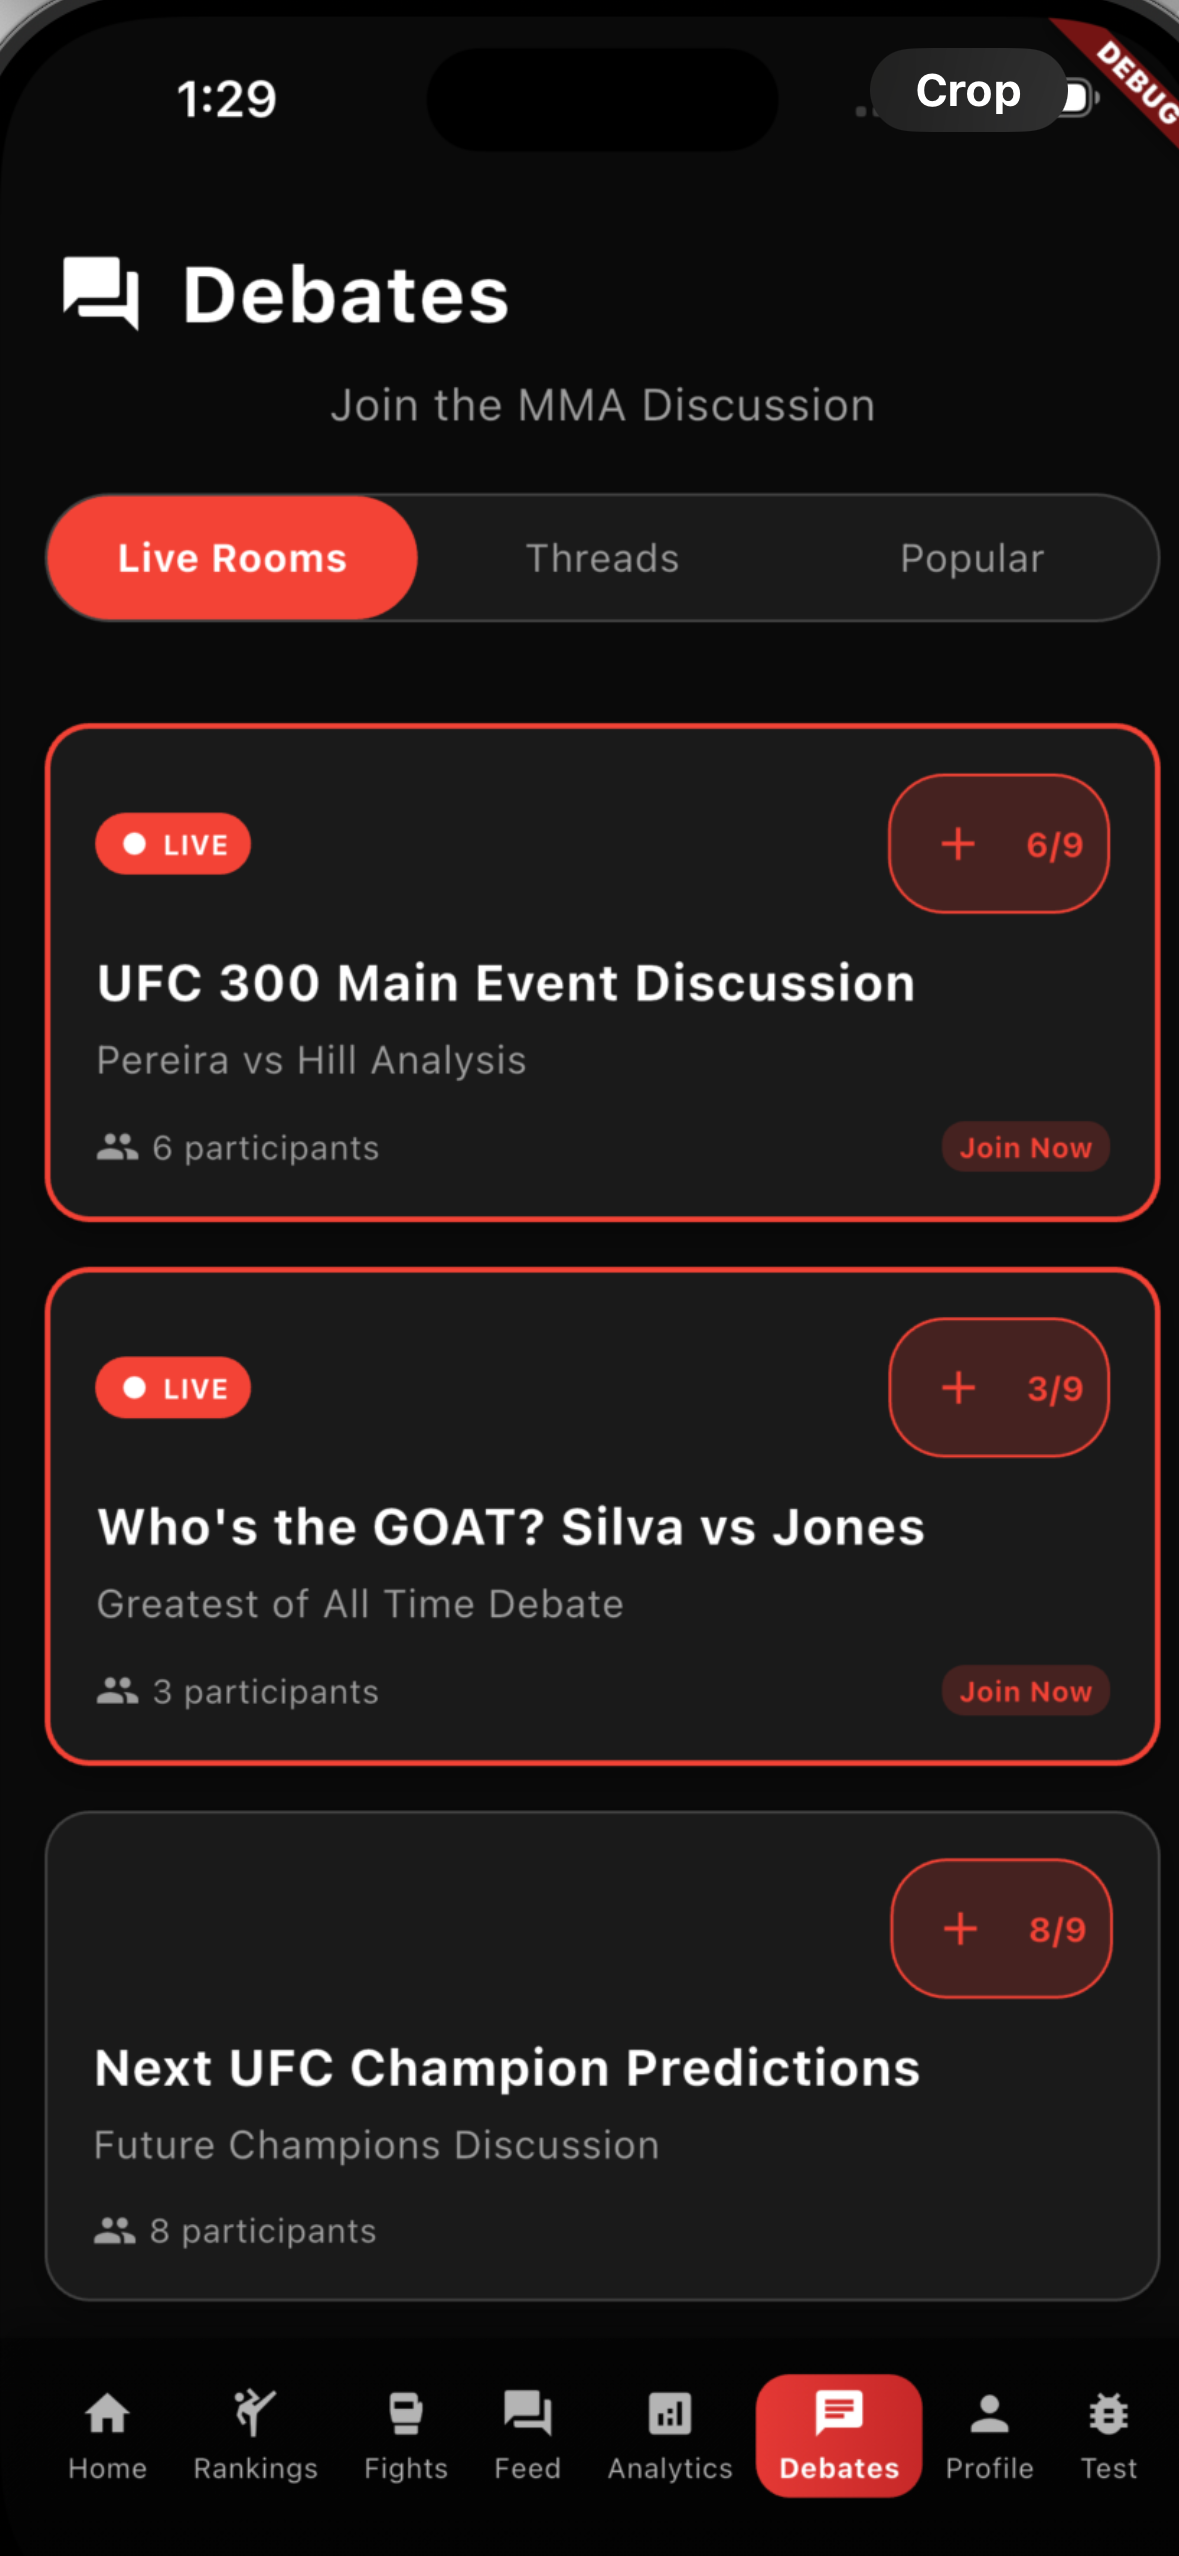 1:29
Crop
DEBUG
Debates
Join the MMA Discussion
Live Rooms Threads Popular
LIVE + 6/9
UFC 300 Main Event Discussion
Pereira vs Hill Analysis
6 participants Join Now
LIVE + 3/9
Who's the GOAT? Silva vs Jones
Greatest of All Time Debate
3 participants Join Now
+ 8/9
Next UFC Champion Predictions
Future Champions Discussion
8 participants
Home Rankings Fights Feed Analytics Debates Profile Test